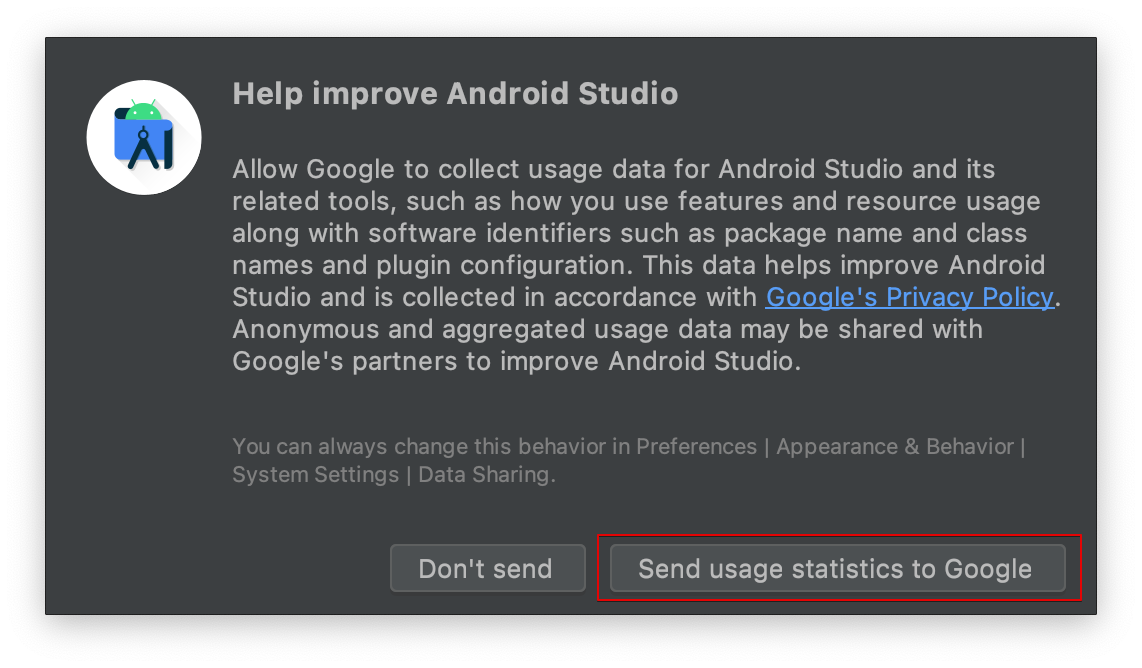 Help improve Android Studio
Allow Google to collect usage data for Android Studio and its
related tools, such as how you use features and resource usage
along with software identifiers such as package name and class
names and plugin configuration. This data helps improve Android
Studio and is collected in accordance with Google's Privacy Policy.
Anonymous and aggregated usage data may be shared with
Google's partners to improve Android Studio.
You can always change this behavior in Preferences | Appearance & Behavior |
System Settings | Data Sharing.
Don't send
Send usage statistics to Google